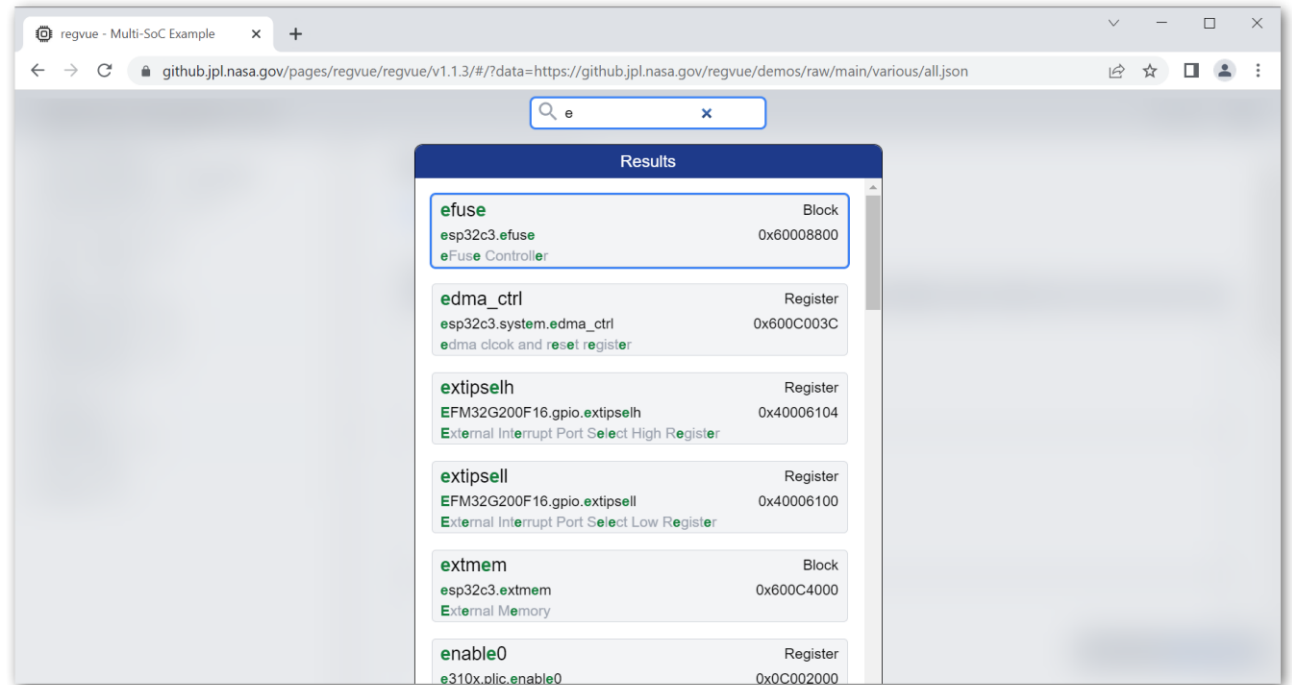 regvue - Multi-SoC Example
github.jpl.nasa.gov/pages/regvue/regvue/v1.1.3/#/?data=https://github.jpl.nasa.gov/regvue/demos/raw/main/various/all.json
e
Results
efuse Block
esp32c3.efuse 0x60008800
eFuse Controller
edma_ctrl Register
esp32c3.system.edma_ctrl 0x600C003C
edma clcok and reset register
extipselh Register
EFM32G200F16.gpio.extipselh 0x40006104
External Interrupt Port Select High Register
extipsell Register
EFM32G200F16.gpio.extipsell 0x40006100
External Interrupt Port Select Low Register
extmem Block
esp32c3.extmem 0x600C4000
External Memory
enable0 Register
e310x.plic.enable0 0x0C002000